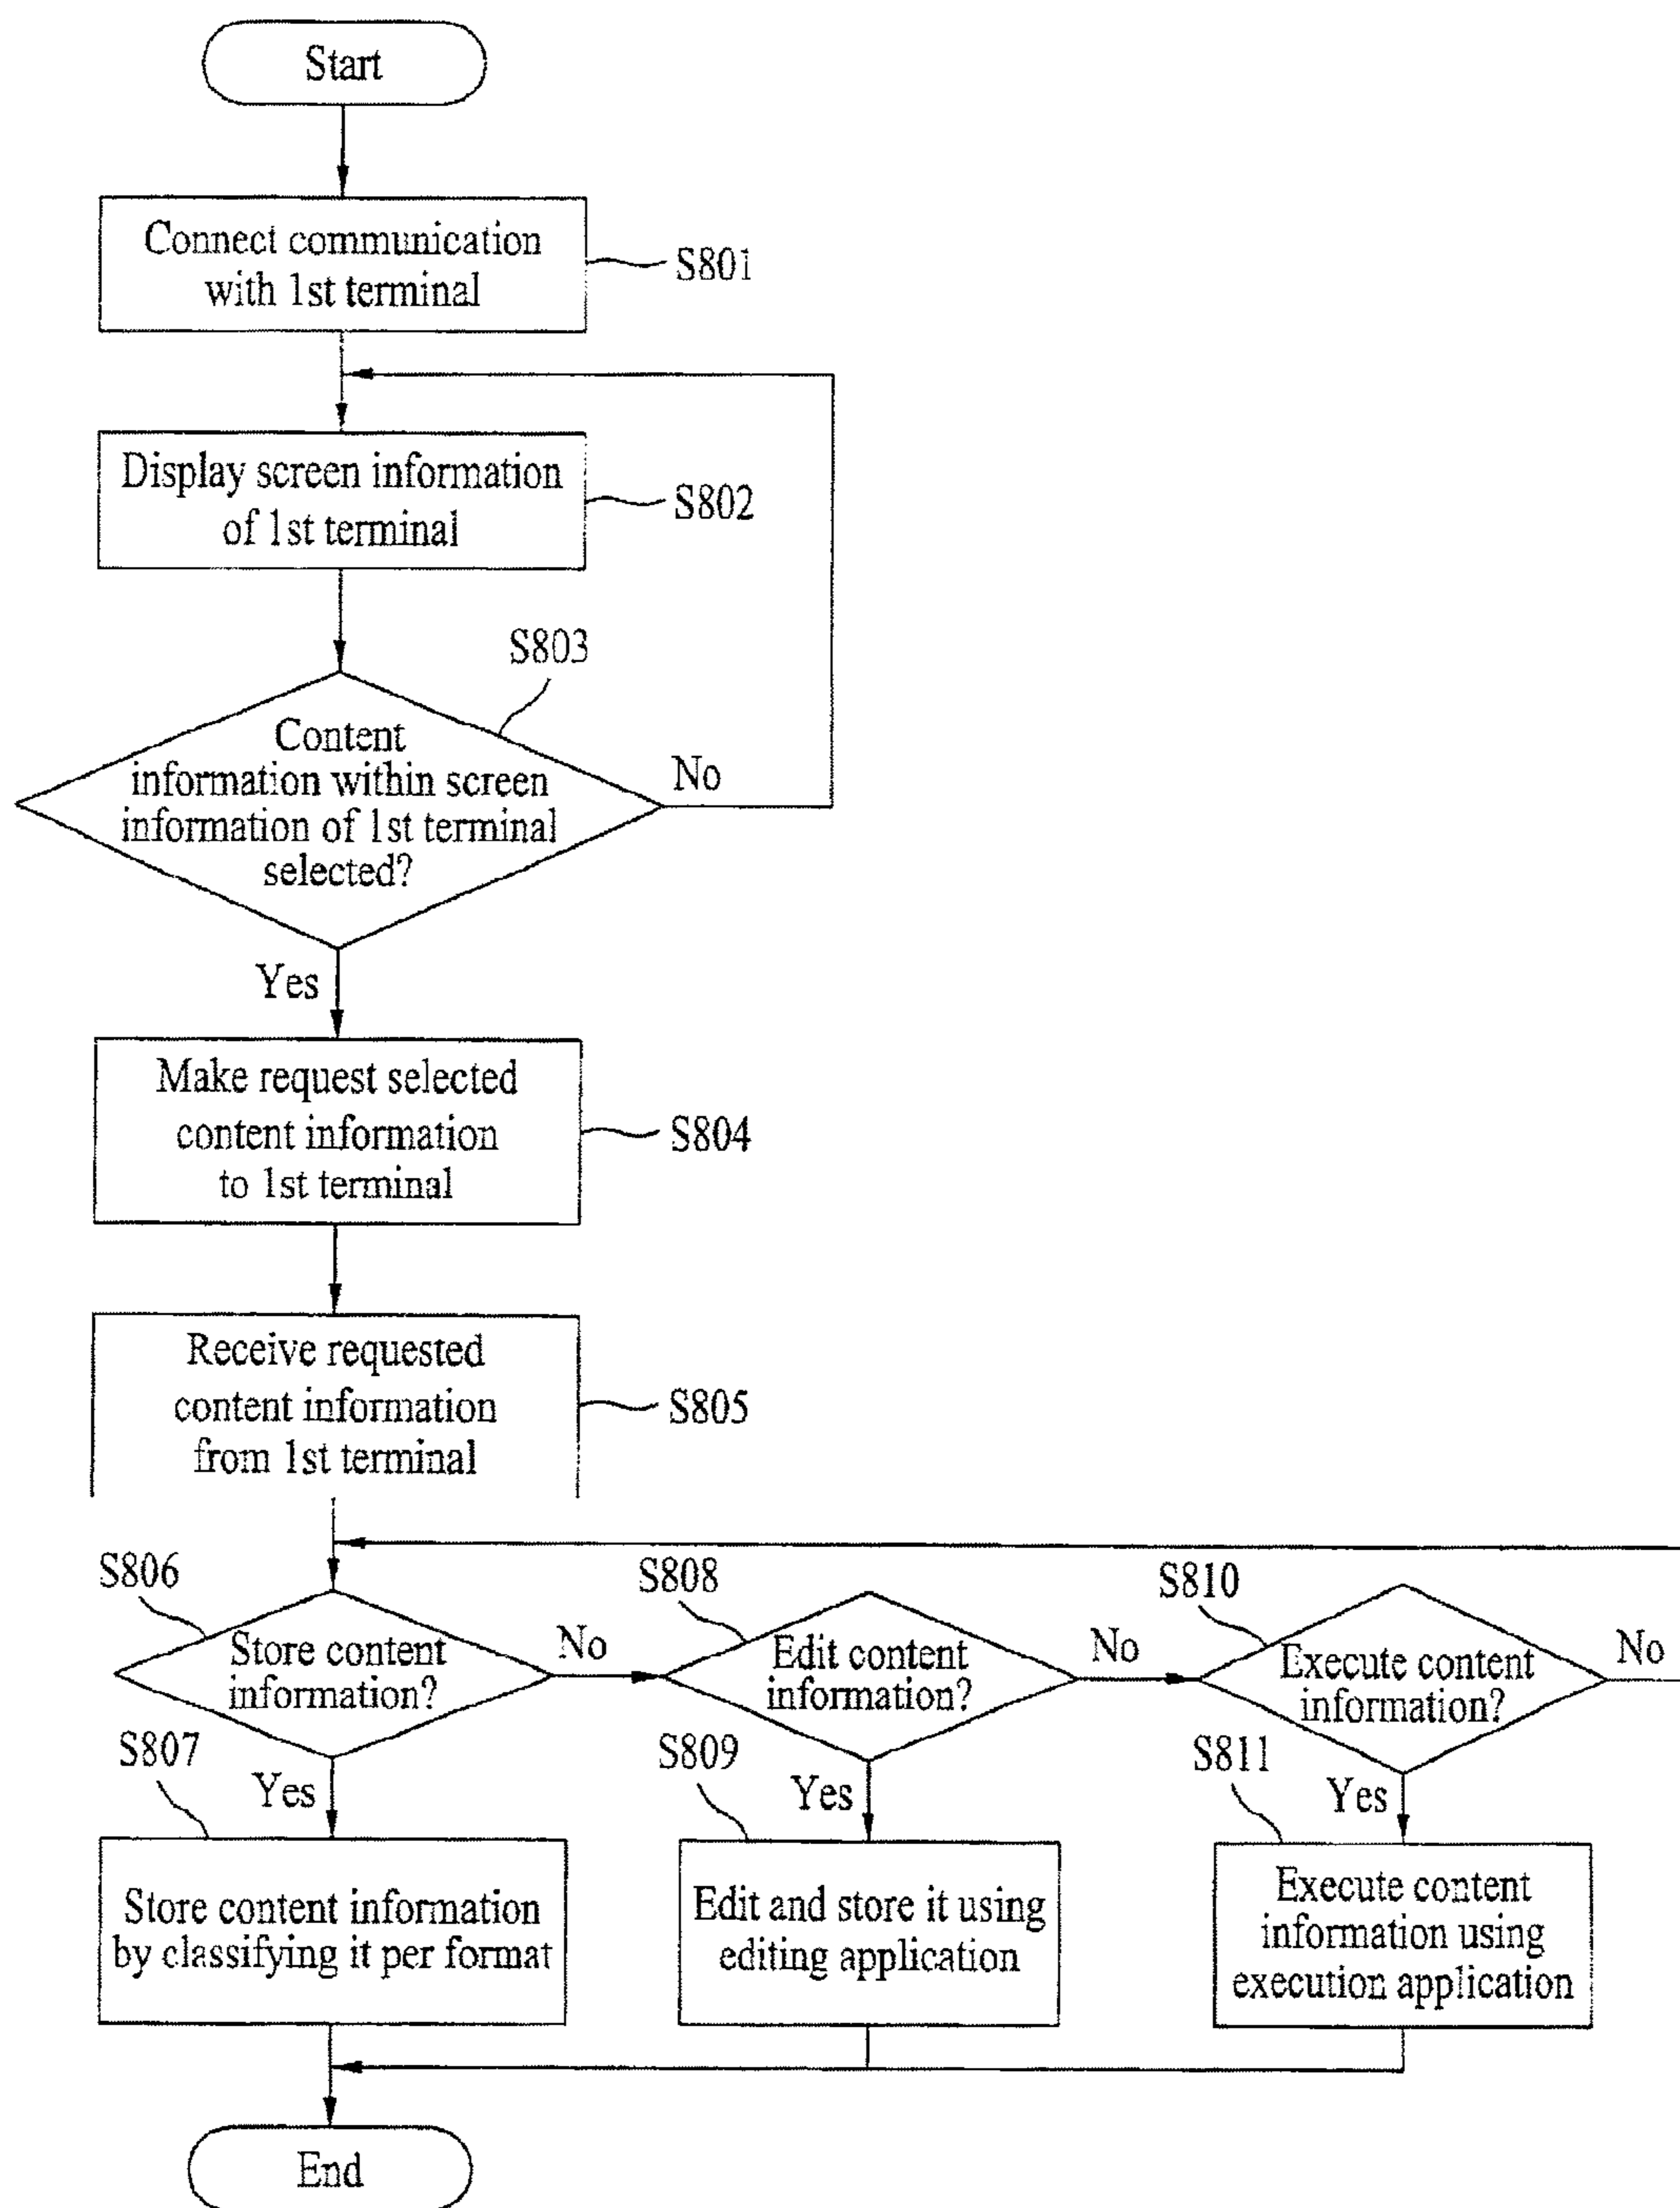 Start
Connect communication
with 1st terminal
S801
Display screen information
of 1st terminal
S802
S803
Content
information within screen
information of 1st terminal
selected?
No
Yes
Make request selected
content information
to 1st terminal
S804
Receive requested
content information
from 1st terminal
S805
S806
Store content
information?
No
S808
Edit content
information?
No
S810
Execute content
information?
No
S807
Yes
S809
Yes
S811
Yes
Store content information
by classifying it per format
Edit and store it using
editing application
Execute content
information using
execution application
End